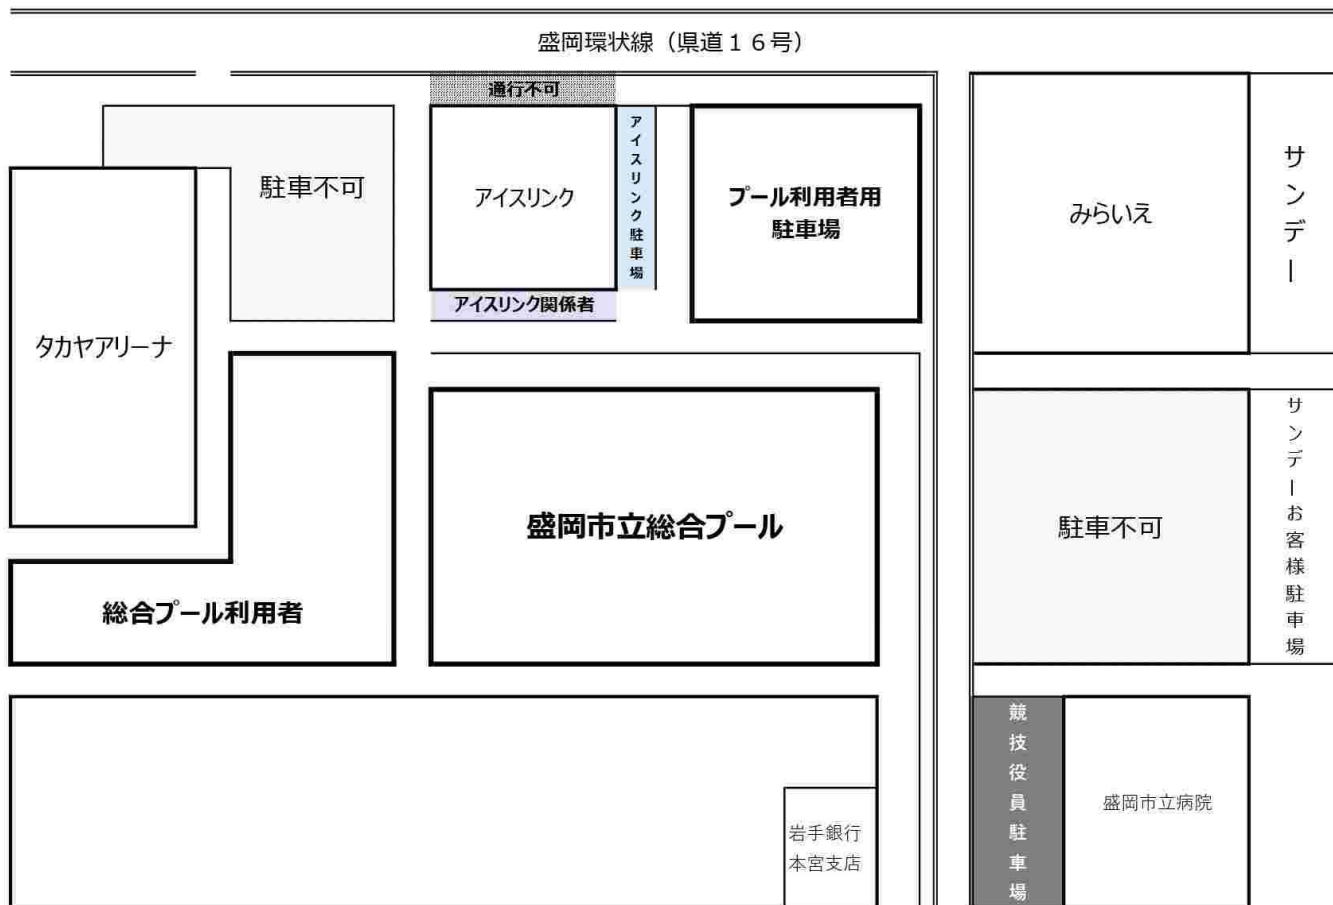 盛岡環状線（県道１６号）
通行不可
駐車不可
アイスリンク
アイスリンク駐車場
プール利用者用
駐車場
みらいえ
サンデー
アイスリンク関係者
タカヤアリーナ
盛岡市立総合プール
駐車不可
サンデーお客様駐車場
総合プール利用者
競技役員駐車場
盛岡市立病院
岩手銀行
本宮支店